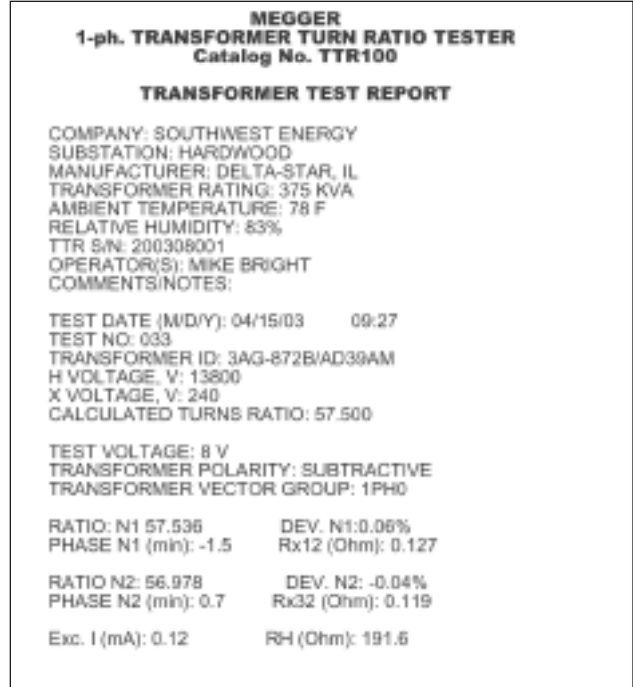 MEGGER
1-ph. TRANSFORMER TURN RATIO TESTER
Catalog No. TTR100
TRANSFORMER TEST REPORT
COMPANY: SOUTHWEST ENERGY
SUBSTATION: HARDWOOD
MANUFACTURER: DELTA-STAR, IL
TRANSFORMER RATING: 375 KVA
AMBIENT TEMPERATURE: 78 F
RELATIVE HUMIDITY: 83%
TTR S/N: 200308001
OPERATOR(S): MIKE BRIGHT
COMMENTS/NOTES:
TEST DATE (M/D/Y): 04/15/03 09:27
TEST NO: 033
TRANSFORMER ID: 3AG-872B/AD39AM
H VOLTAGE, V: 13800
X VOLTAGE, V: 240
CALCULATED TURNS RATIO: 57.500
TEST VOLTAGE: 8 V
TRANSFORMER POLARITY: SUBTRACTIVE
TRANSFORMER VECTOR GROUP: 1PH0
RATIO: N1 57.536 DEV. N1:0.06%
PHASE N1 (min): -1.5 Rx12 (Ohm): 0.127
RATIO N2: 56.978 DEV. N2: -0.04%
PHASE N2 (min): 0.7 Rx32 (Ohm): 0.119
Exc. I (mA): 0.12 RH (Ohm): 191.6